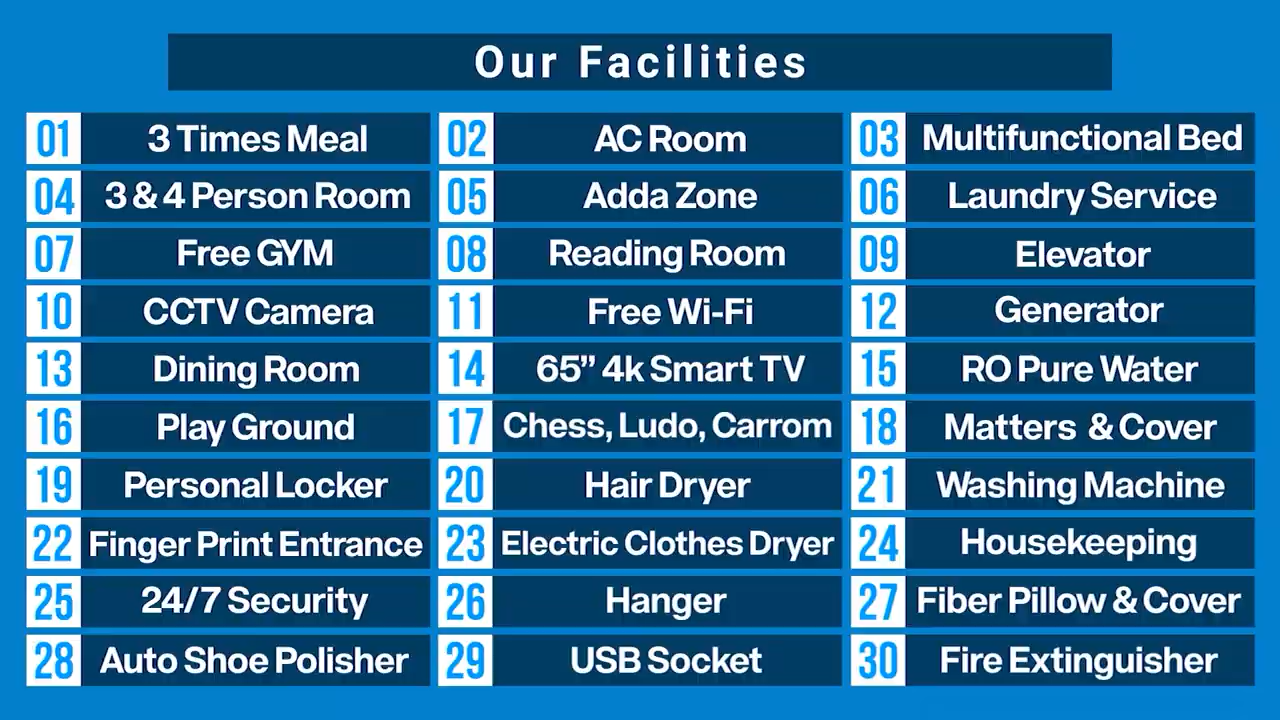 Our Facilities
01 3 Times Meal
02 AC Room
03 Multifunctional Bed
04 3 & 4 Person Room
05 Adda Zone
06 Laundry Service
07 Free GYM
08 Reading Room
09 Elevator
10 CCTV Camera
11 Free Wi-Fi
12 Generator
13 Dining Room
14 65” 4k Smart TV
15 RO Pure Water
16 Play Ground
17 Chess, Ludo, Carrom
18 Matters & Cover
19 Personal Locker
20 Hair Dryer
21 Washing Machine
22 Finger Print Entrance
23 Electric Clothes Dryer
24 Housekeeping
25 24/7 Security
26 Hanger
27 Fiber Pillow & Cover
28 Auto Shoe Polisher
29 USB Socket
30 Fire Extinguisher